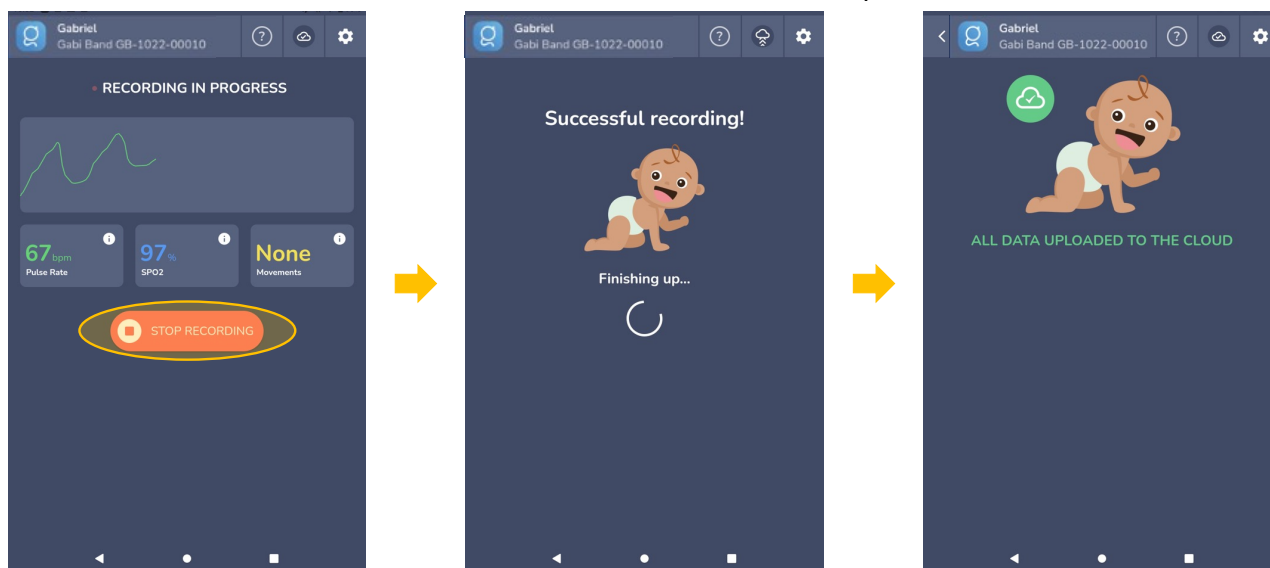 Gabriel
Gabi Band GB-1022-00010
?
RECORDING IN PROGRESS
67 bpm
Pulse Rate
i
97 %
SPO2
i
None
Movements
i
STOP RECORDING
Gabriel
Gabi Band GB-1022-00010
?
Successful recording!
Finishing up...
Gabriel
Gabi Band GB-1022-00010
?
ALL DATA UPLOADED TO THE CLOUD